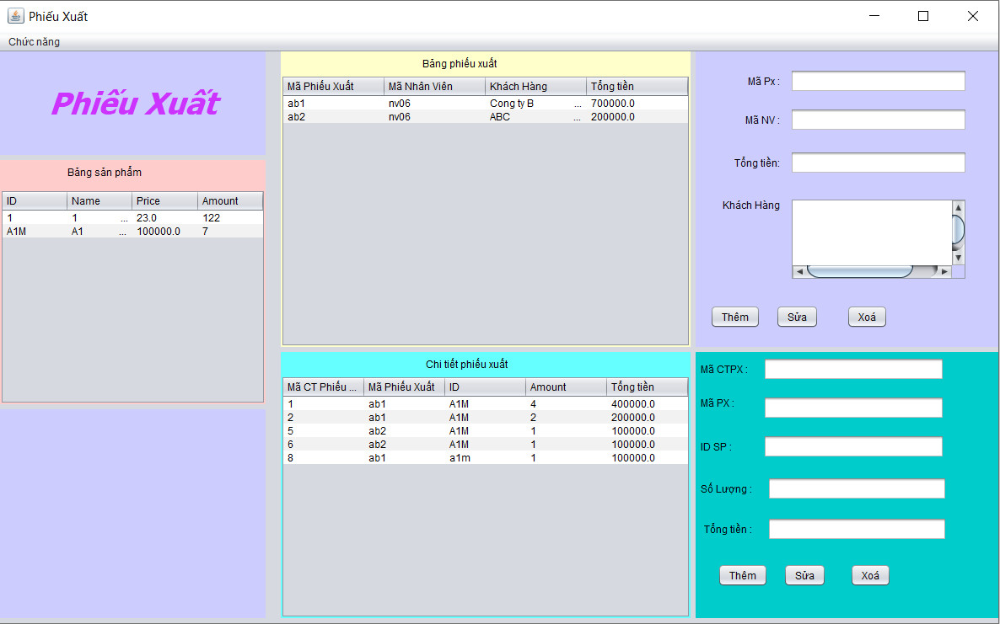 Phiếu Xuất
Chức năng
Phiếu Xuất
Bảng sản phẩm
ID Name Price Amount
1 1 ... 23.0 122
A1M A1 ... 100000.0 7
Bảng phiếu xuất
Mã Phiếu Xuất Mã Nhân Viên Khách Hàng Tổng tiền
ab1 nv06 Cong ty B ... 700000.0
ab2 nv06 ABC ... 200000.0
Chi tiết phiếu xuất
Mã CT Phiếu ... Mã Phiếu Xuất ID Amount Tổng tiền
1 ab1 A1M 4 400000.0
2 ab1 A1M 2 200000.0
5 ab2 A1M 1 100000.0
6 ab2 A1M 1 100000.0
8 ab1 a1m 1 100000.0
Mã Px :
Mã NV :
Tổng tiền:
Khách Hàng
Thêm Sửa Xoá
Mã CTPX :
Mã PX :
ID SP :
Số Lượng :
Tổng tiền :
Thêm Sửa Xoá